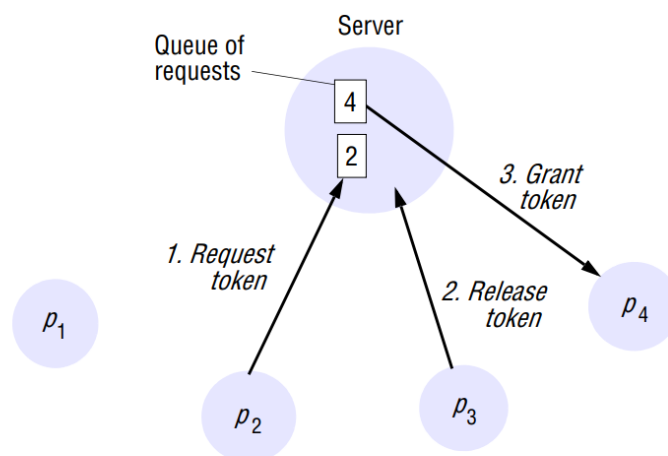 Server
Queue of
requests
4
2
3. Grant
token
1. Request
token
2. Release
token
p1
p2
p3
p4